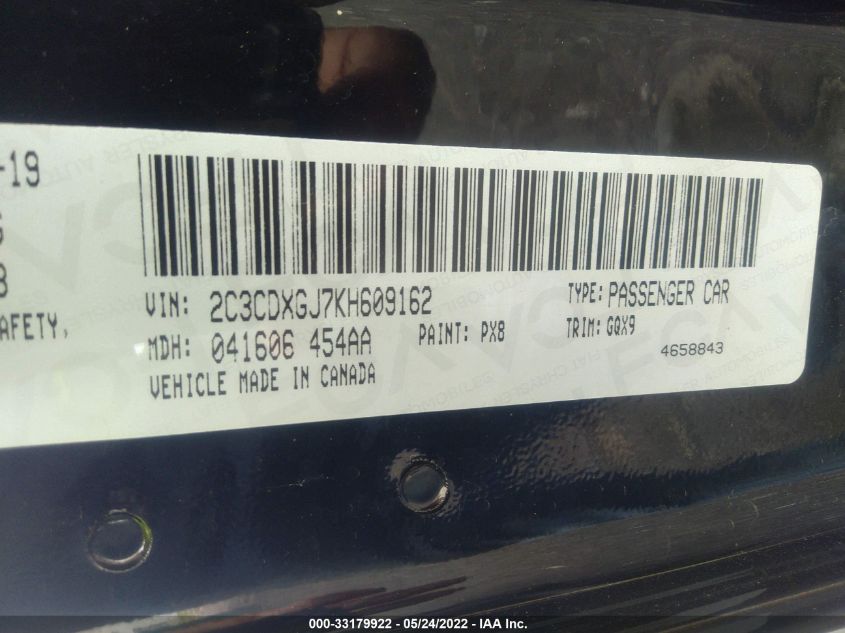 -19
AFETY,
VIN: 2C3CDXGJ7KH609162
TYPE: PASSENGER CAR
MDH: 041606 454AA
PAINT: PX8
TRIM: GQX9
VEHICLE MADE IN CANADA
4658843
000-33179922 - 05/24/2022 - IAA Inc.